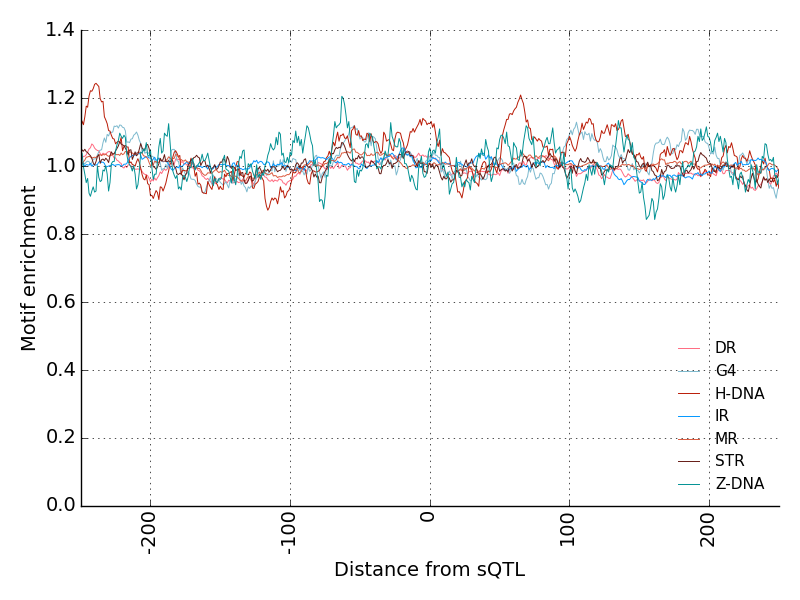 1.4
1.2
1.0
0.8
0.6
0.4
0.2
0.0
Motif enrichment
DR
G4
H-DNA
IR
MR
STR
Z-DNA
-200
-100
0
100
200
Distance from sQTL